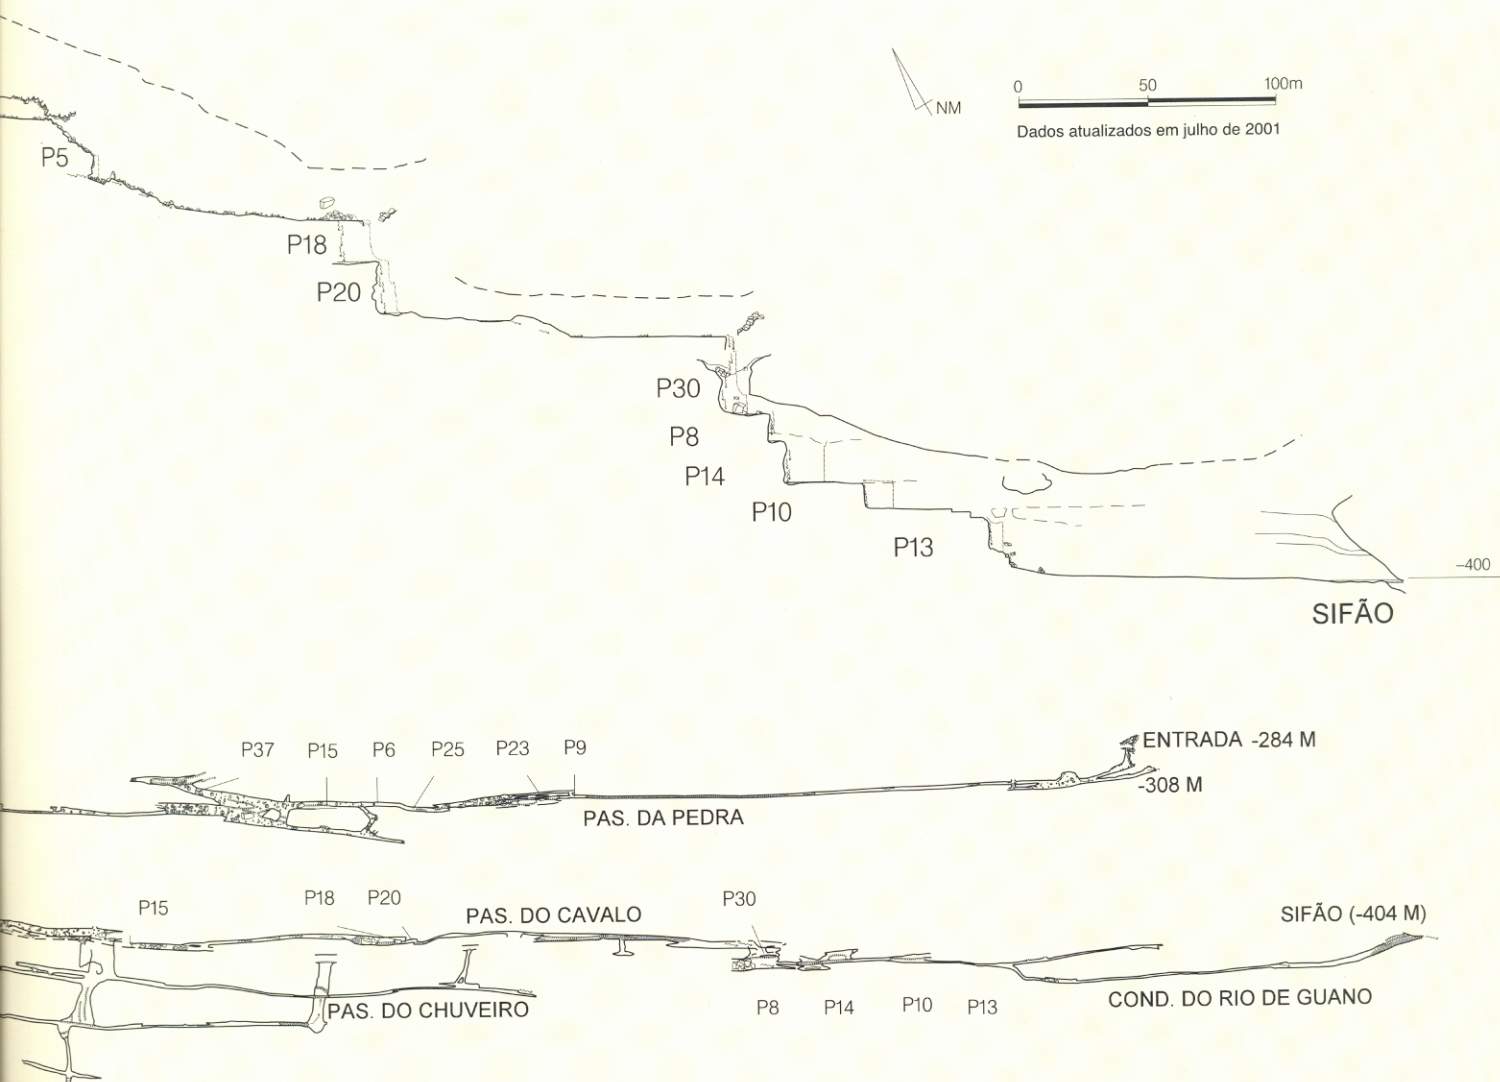 0 50 100m
NM
Dados atualizados em julho de 2001
P5
P18
P20
P30
P8
P14
P10
P13
–400
SIFÃO
P37 P15 P6 P25 P23 P9
ENTRADA -284 M
-308 M
PAS. DA PEDRA
P15 P18 P20 P30
PAS. DO CAVALO
SIFÃO (-404 M)
PAS. DO CHUVEIRO
COND. DO RIO DE GUANO
P8 P14 P10 P13